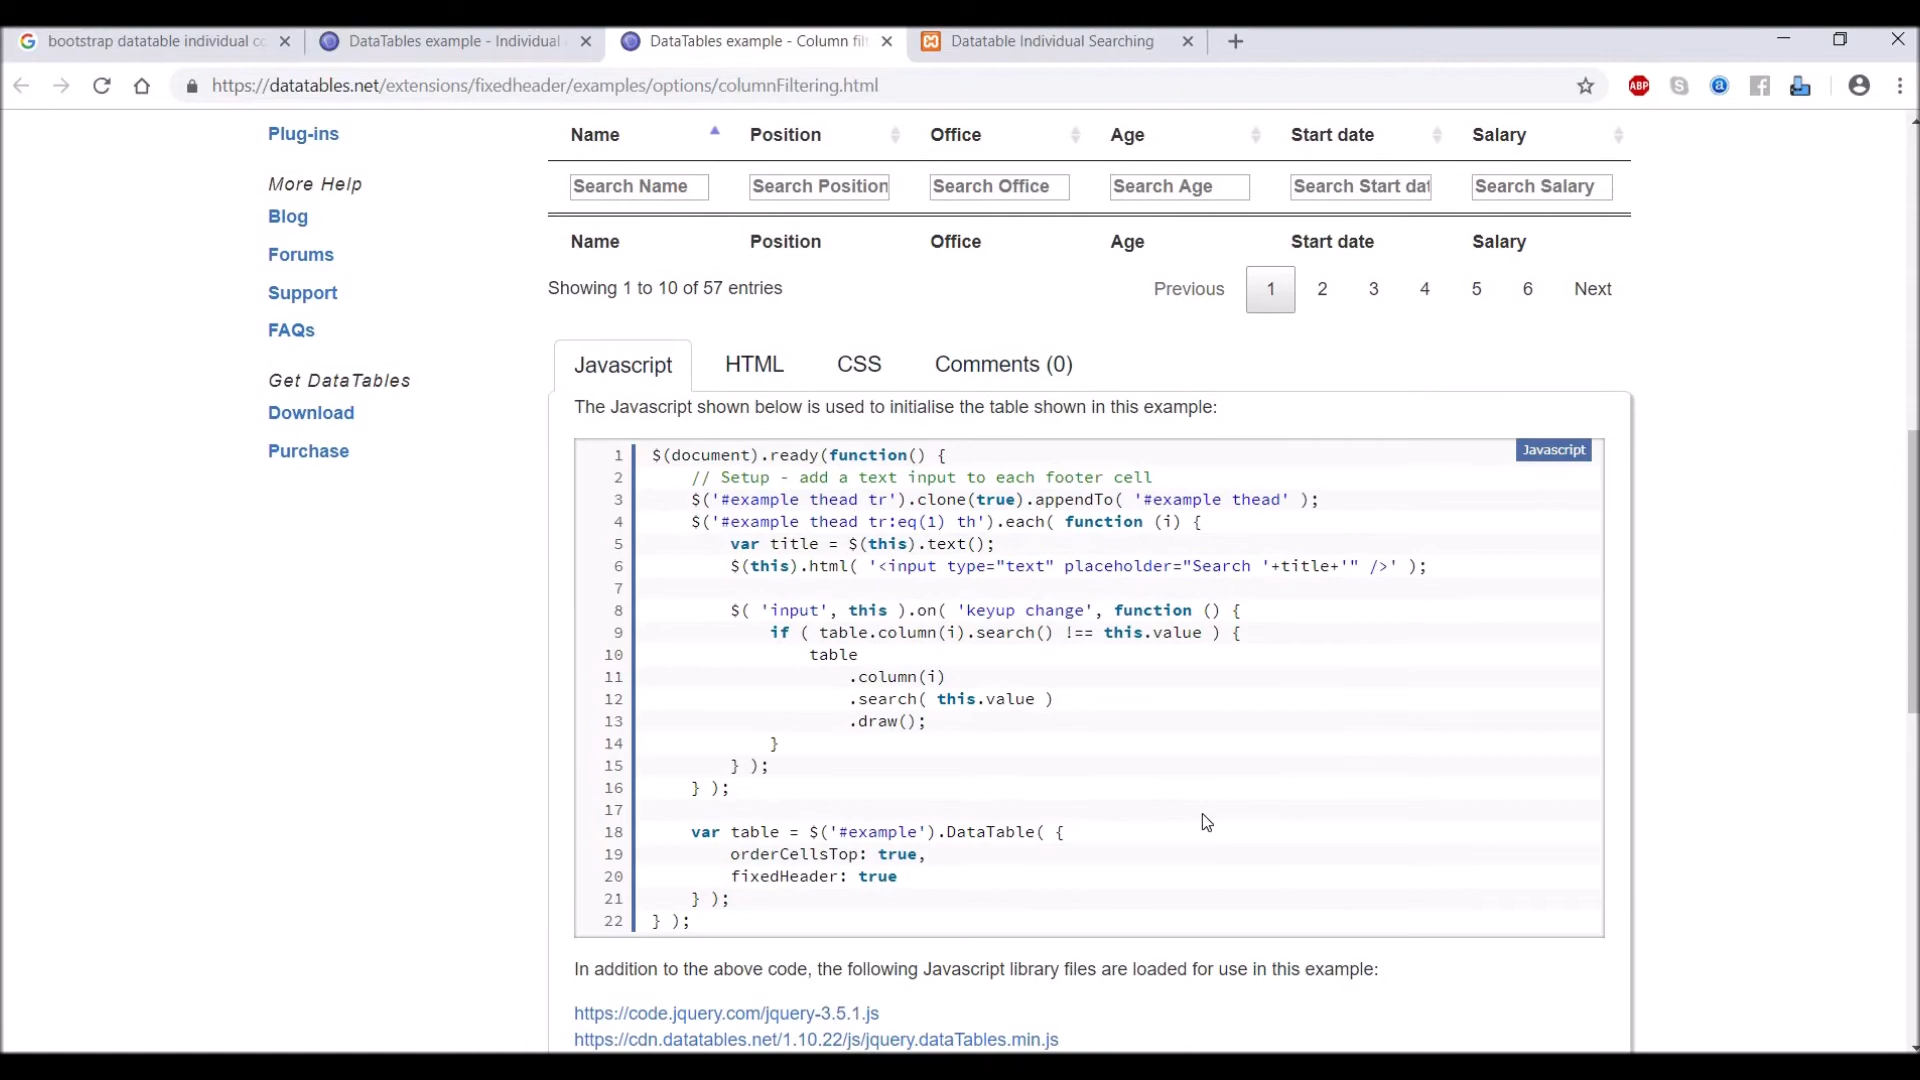 bootstrap datatable individual co
DataTables example - Individual
DataTables example - Column filt
Datatable Individual Searching
https://datatables.net/extensions/fixedheader/examples/options/columnFiltering.html
ABP
Plug-ins
More Help
Blog
Forums
Support
FAQs
Get DataTables
Download
Purchase
Name Position Office Age Start date Salary
Search Name Search Position Search Office Search Age Search Start dat Search Salary
Name Position Office Age Start date Salary
Showing 1 to 10 of 57 entries
Previous 1 2 3 4 5 6 Next
Javascript HTML CSS Comments (0)
The Javascript shown below is used to initialise the table shown in this example:
Javascript
1 $(document).ready(function() {
2 // Setup - add a text input to each footer cell
3 $('#example thead tr').clone(true).appendTo( '#example thead' );
4 $('#example thead tr:eq(1) th').each( function (i) {
5 var title = $(this).text();
6 $(this).html( '<input type="text" placeholder="Search '+title+'" />' );
7
8 $( 'input', this ).on( 'keyup change', function () {
9 if ( table.column(i).search() !== this.value ) {
10 table
11 .column(i)
12 .search( this.value )
13 .draw();
14 }
15 } );
16 } );
17
18 var table = $('#example').DataTable( {
19 orderCellsTop: true,
20 fixedHeader: true
21 } );
22 } );
In addition to the above code, the following Javascript library files are loaded for use in this example:
https://code.jquery.com/jquery-3.5.1.js
https://cdn.datatables.net/1.10.22/js/jquery.dataTables.min.js